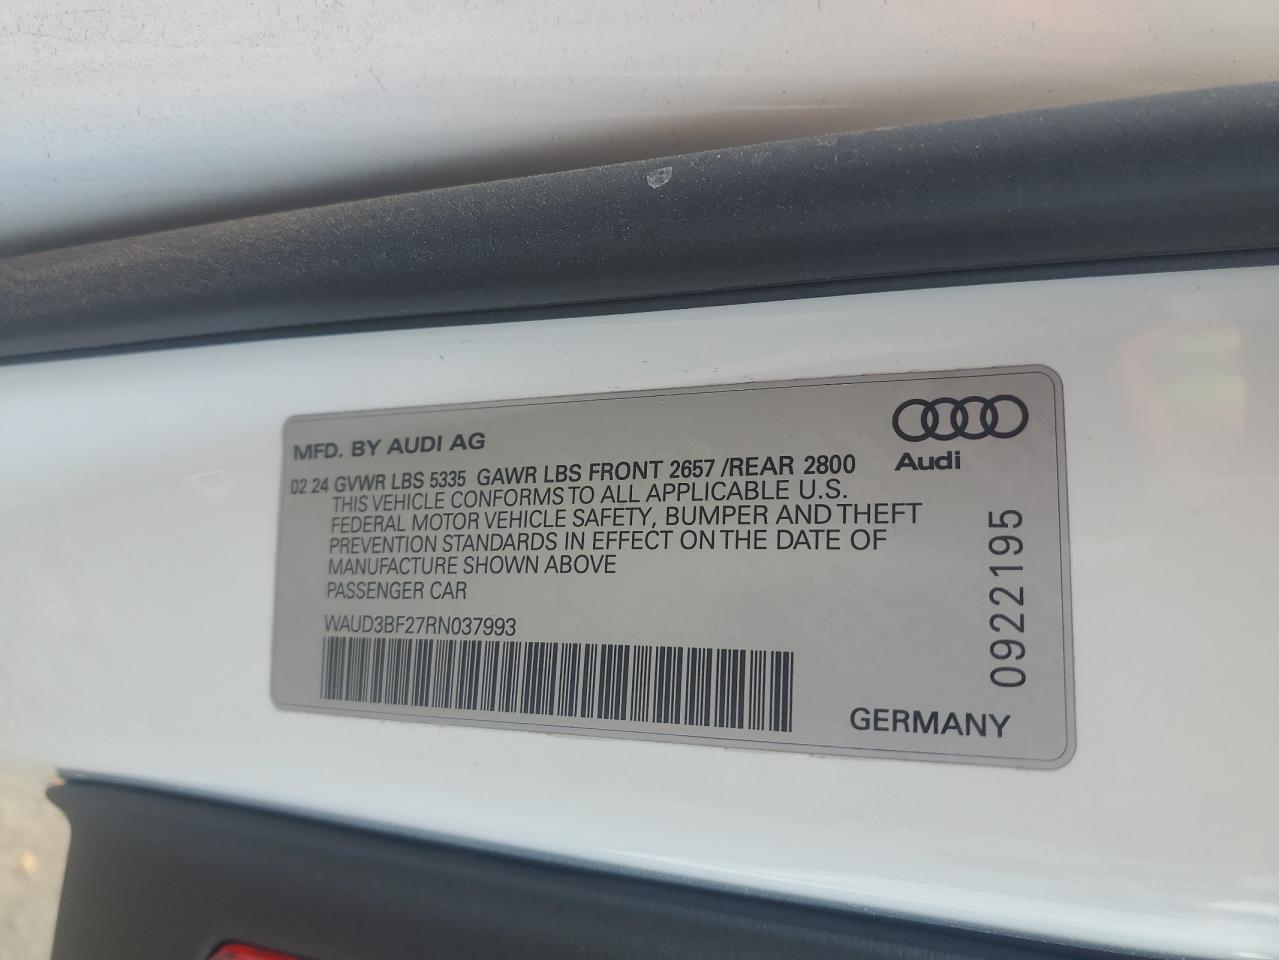 MFD. BY AUDI AG
Audi
02 24 GVWR LBS 5335 GAWR LBS FRONT 2657 /REAR 2800
THIS VEHICLE CONFORMS TO ALL APPLICABLE U.S.
FEDERAL MOTOR VEHICLE SAFETY, BUMPER AND THEFT
PREVENTION STANDARDS IN EFFECT ON THE DATE OF
MANUFACTURE SHOWN ABOVE
PASSENGER CAR
WAUD3BF27RN037993
0922195
GERMANY